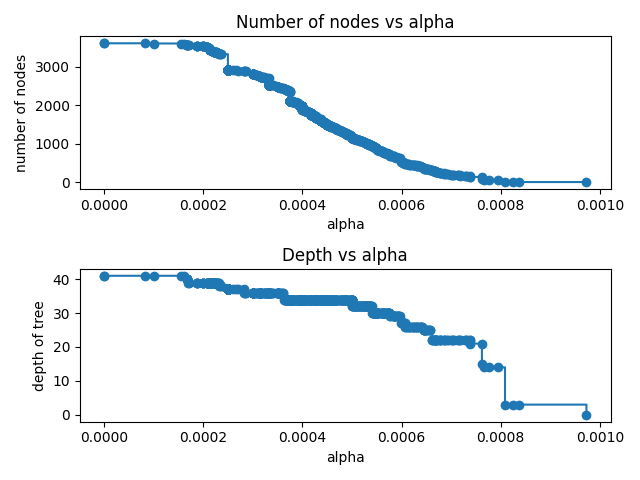 Number of nodes vs alpha
number of nodes
3000
2000
1000
0
0.0000 0.0002 0.0004 0.0006 0.0008 0.0010
alpha
Depth vs alpha
depth of tree
40
30
20
10
0
0.0000 0.0002 0.0004 0.0006 0.0008 0.0010
alpha